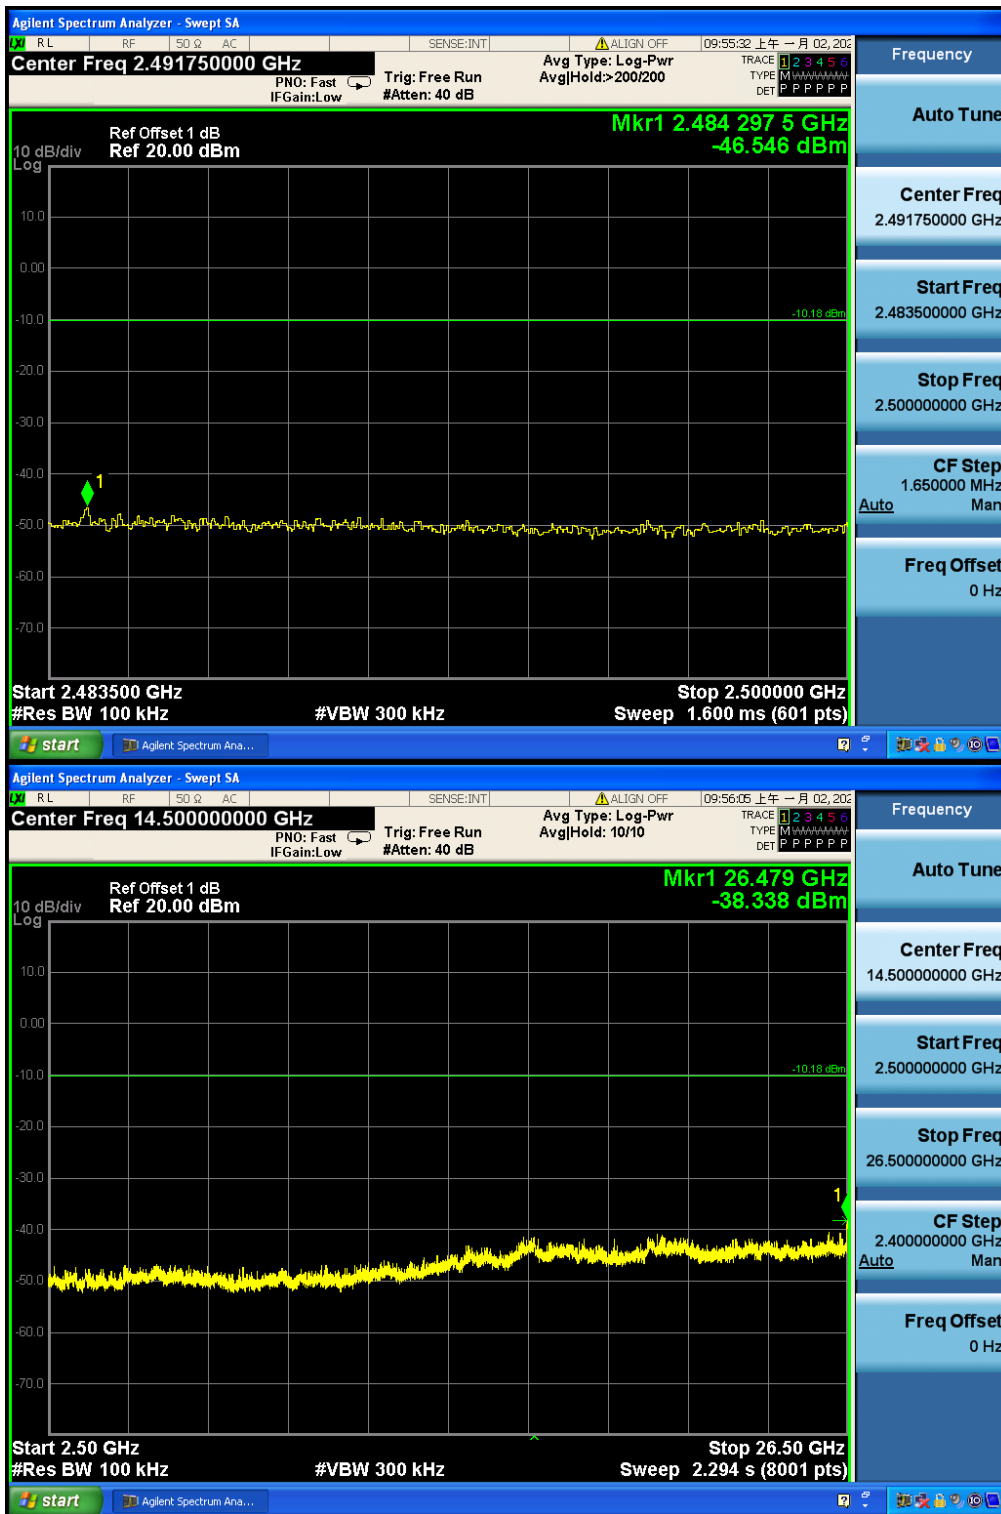 Agilent Spectrum Analyzer - Swept SA
LXI RL RF 50 Ω AC SENSE:INT ALIGN OFF 09:55:32 上午 一月 02, 202
Center Freq 2.491750000 GHz
PNO: Fast
IFGain:Low
Trig: Free Run
#Atten: 40 dB
Avg Type: Log-Pwr
Avg|Hold:>200/200
TRACE 1 2 3 4 5 6
TYPE M
DET P P P P P P
Frequency
Auto Tune
Mkr1 2.484 297 5 GHz
-46.546 dBm
Ref Offset 1 dB
10 dB/div Ref 20.00 dBm
Log
10.0
0.00
-10.0
-20.0
-30.0
-40.0
-50.0
-60.0
-70.0
-10.18 dBm
1
Center Freq
2.491750000 GHz
Start Freq
2.483500000 GHz
Stop Freq
2.500000000 GHz
CF Step
1.650000 MHz
Auto Man
Freq Offset
0 Hz
Start 2.483500 GHz Stop 2.500000 GHz
#Res BW 100 kHz #VBW 300 kHz Sweep 1.600 ms (601 pts)
start Agilent Spectrum Ana...
Agilent Spectrum Analyzer - Swept SA
LXI RL RF 50 Ω AC SENSE:INT ALIGN OFF 09:56:05 上午 一月 02, 202
Center Freq 14.500000000 GHz
PNO: Fast
IFGain:Low
Trig: Free Run
#Atten: 40 dB
Avg Type: Log-Pwr
Avg|Hold: 10/10
TRACE 1 2 3 4 5 6
TYPE M
DET P P P P P P
Frequency
Auto Tune
Mkr1 26.479 GHz
-38.338 dBm
Ref Offset 1 dB
10 dB/div Ref 20.00 dBm
Log
10.0
0.00
-10.0
-20.0
-30.0
-40.0
-50.0
-60.0
-70.0
-10.18 dBm
1
Center Freq
14.500000000 GHz
Start Freq
2.500000000 GHz
Stop Freq
26.500000000 GHz
CF Step
2.400000000 GHz
Auto Man
Freq Offset
0 Hz
Start 2.50 GHz Stop 26.50 GHz
#Res BW 100 kHz #VBW 300 kHz Sweep 2.294 s (8001 pts)
start Agilent Spectrum Ana...